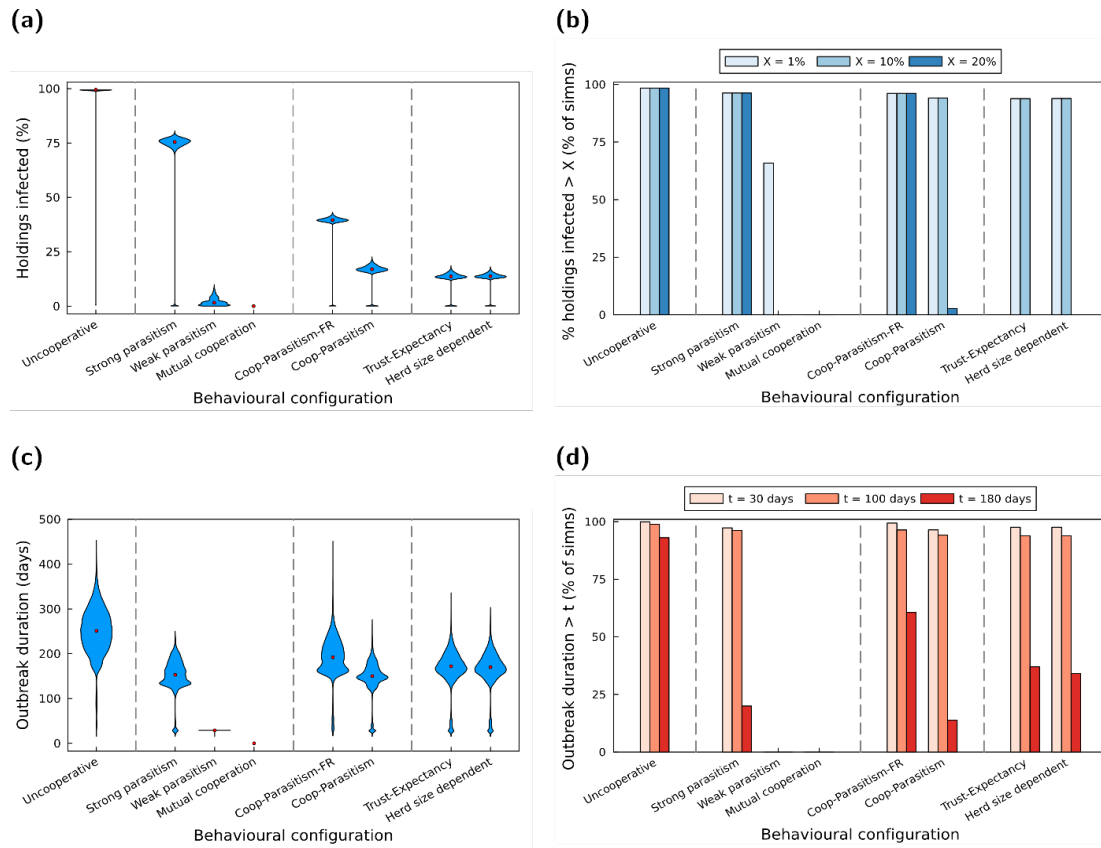 (a)
Holdings infected (%)
100
75
50
25
0
Uncooperative
Strong parasitism
Weak parasitism
Mutual cooperation
Coop-Parasitism-FR
Coop-Parasitism
Trust-Expectancy
Herd size dependent
Behavioural configuration
(b)
X = 1% X = 10% X = 20%
% holdings infected > X (% of simns)
100
75
50
25
0
Uncooperative
Strong parasitism
Weak parasitism
Mutual cooperation
Coop-Parasitism-FR
Coop-Parasitism
Trust-Expectancy
Herd size dependent
Behavioural configuration
(c)
Outbreak duration (days)
500
400
300
200
100
0
Uncooperative
Strong parasitism
Weak parasitism
Mutual cooperation
Coop-Parasitism-FR
Coop-Parasitism
Trust-Expectancy
Herd size dependent
Behavioural configuration
(d)
t = 30 days t = 100 days t = 180 days
Outbreak duration > t (% of simns)
100
75
50
25
0
Uncooperative
Strong parasitism
Weak parasitism
Mutual cooperation
Coop-Parasitism-FR
Coop-Parasitism
Trust-Expectancy
Herd size dependent
Behavioural configuration